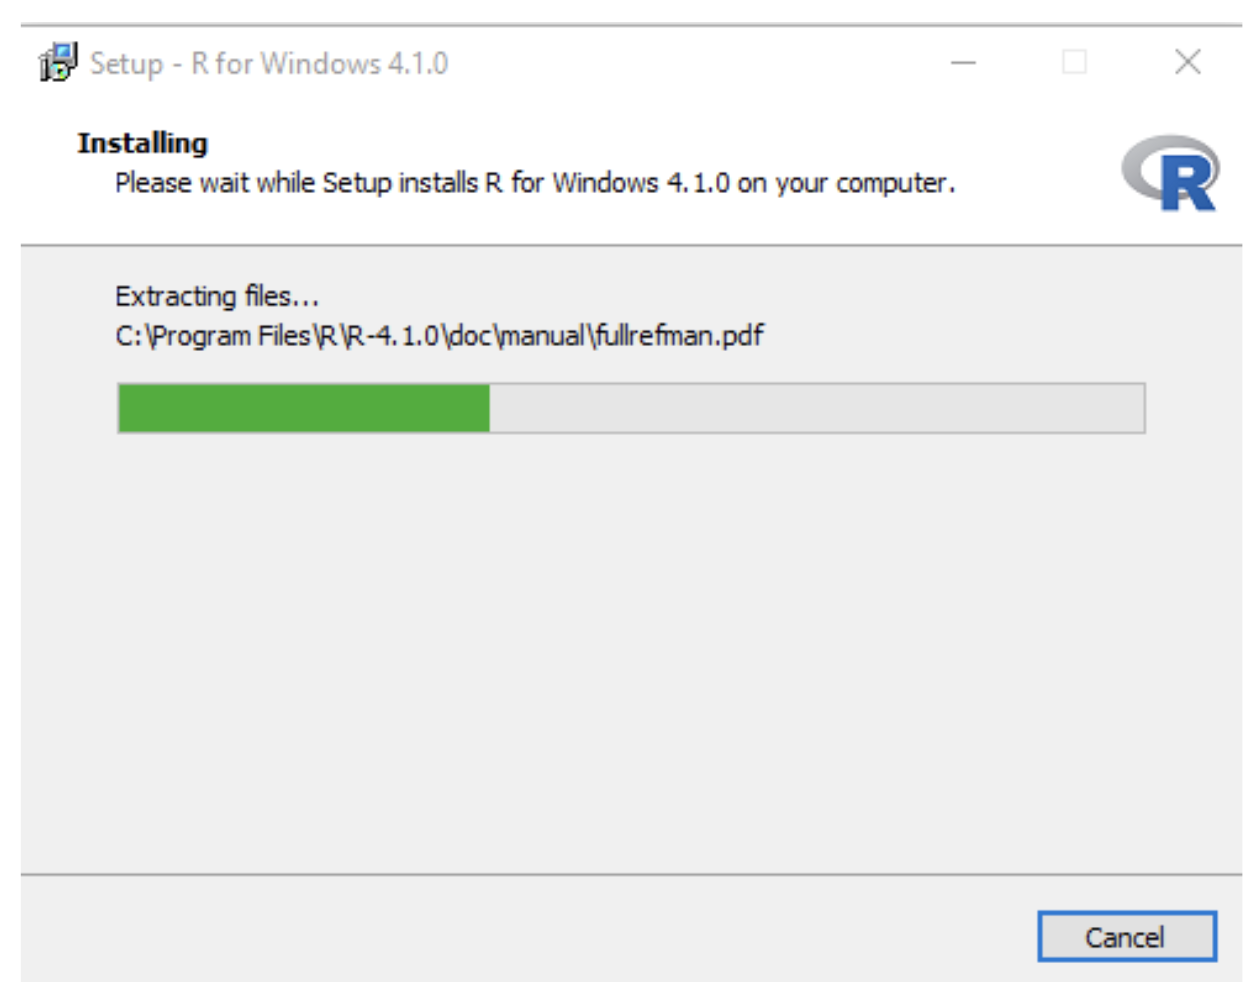 Setup - R for Windows 4.1.0
Installing
Please wait while Setup installs R for Windows 4.1.0 on your computer.
R
Extracting files...
C:\Program Files\R\R-4.1.0\doc\manual\fullrefman.pdf
Cancel